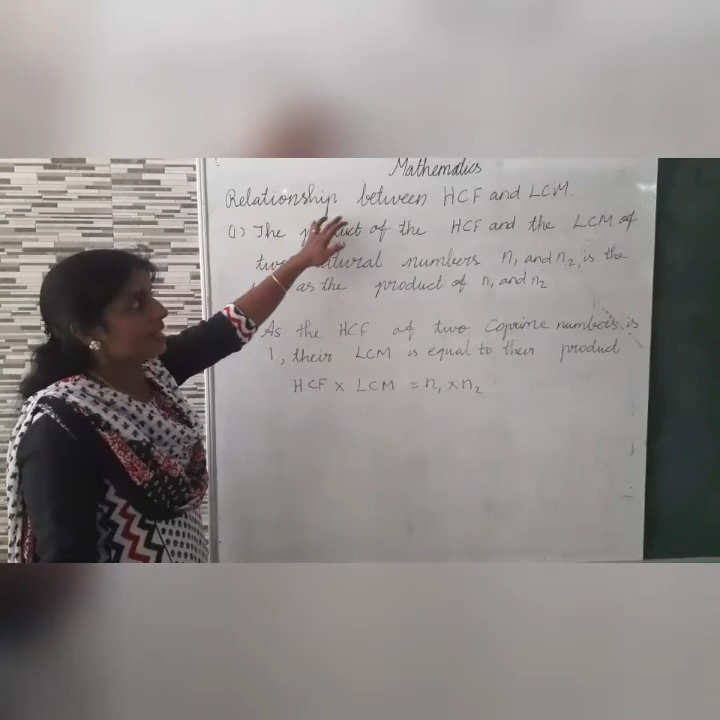 Mathematics
Relationship between HCF and LCM.
(1) The of the HCF and the LCM of
numbers n₁ and n₂, is the
as the product of n₁ and n₂
As the HCF of two Coprime numbers is
1, their LCM is equal to their product
HCF × LCM = n₁ × n₂